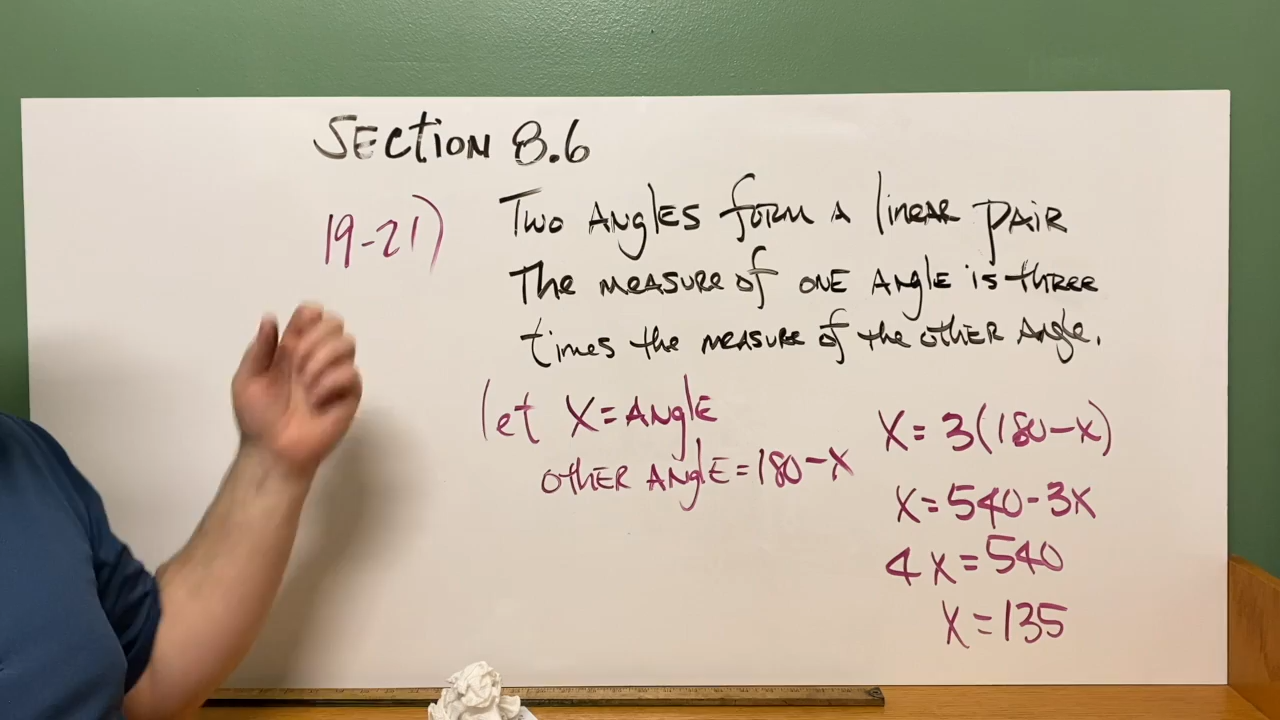 SECTION 8.6
19-21)
Two Angles form a linear pair
The measure of one Angle is three
times the measure of the other Angle.
let X = Angle
other Angle = 180 - X
X = 3(180 - X)
X = 540 - 3X
4X = 540
X = 135